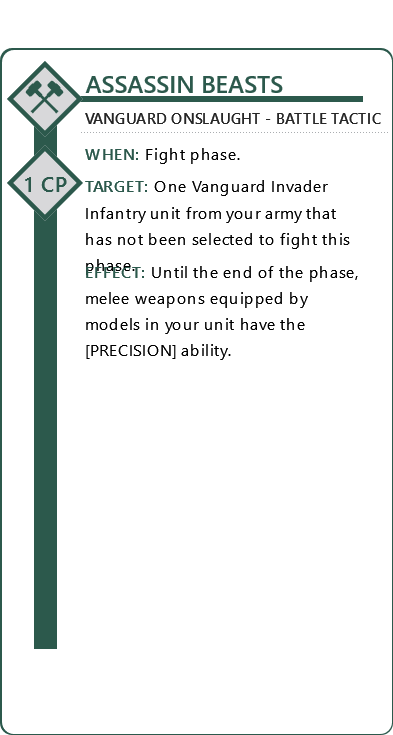 ASSASSIN BEASTS
VANGUARD ONSLAUGHT - BATTLE TACTIC
WHEN: Fight phase.
1 CP
TARGET: One Vanguard Invader
Infantry unit from your army that
has not been selected to fight this
phase.
EFFECT: Until the end of the phase,
melee weapons equipped by
models in your unit have the
[PRECISION] ability.